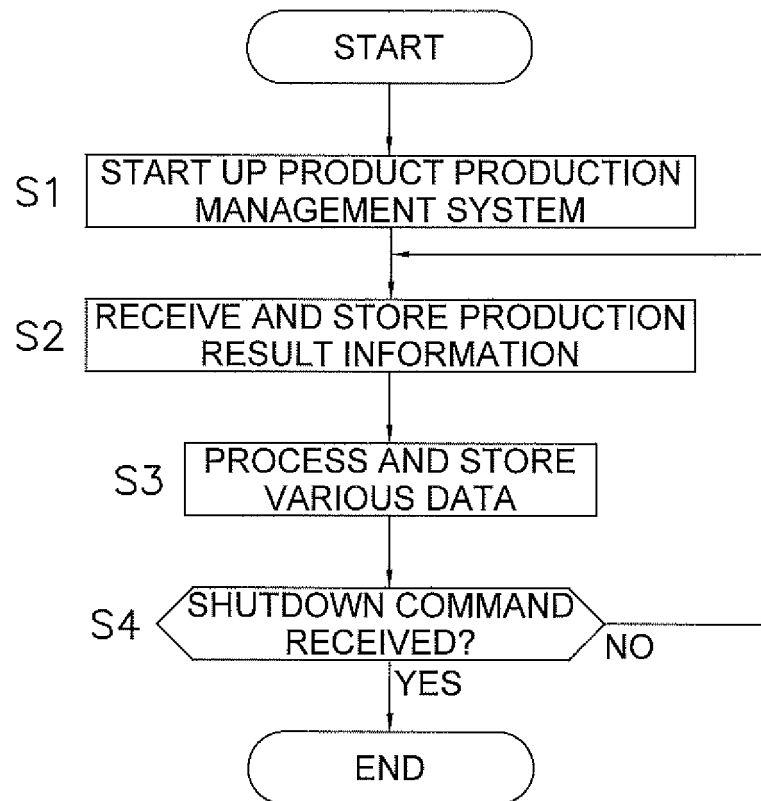 START
S1
START UP PRODUCT PRODUCTION
MANAGEMENT SYSTEM
S2
RECEIVE AND STORE PRODUCTION
RESULT INFORMATION
S3
PROCESS AND STORE
VARIOUS DATA
S4
SHUTDOWN COMMAND
RECEIVED?
NO
YES
END